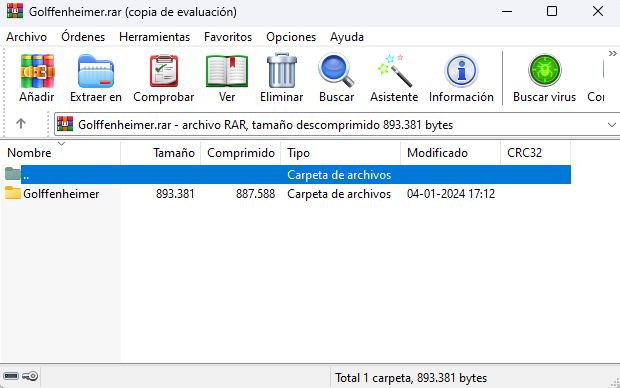 Golffenheimer.rar (copia de evaluación)
Archivo Órdenes Herramientas Favoritos Opciones Ayuda
Añadir Extraer en Comprobar Ver Eliminar Buscar Asistente Información Buscar virus Cor
Golffenheimer.rar - archivo RAR, tamaño descomprimido 893.381 bytes
Nombre Tamaño Comprimido Tipo Modificado CRC32
.. Carpeta de archivos
Golffenheimer 893.381 887.588 Carpeta de archivos 04-01-2024 17:12
Total 1 carpeta, 893.381 bytes